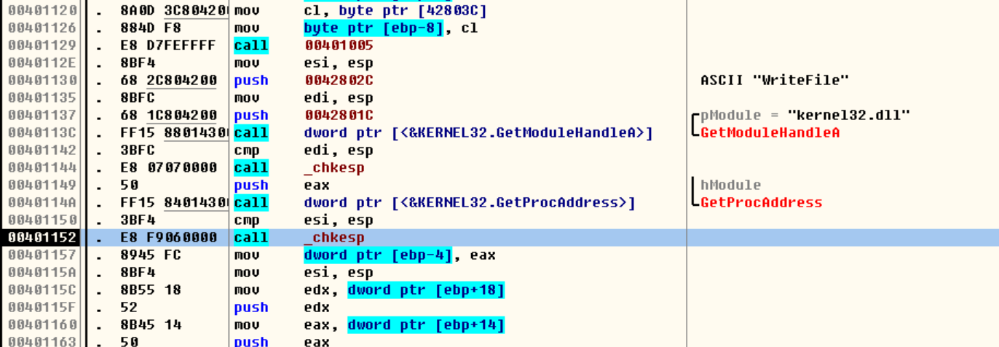 00401120 . 8A0D 3C80420 mov cl, byte ptr [42803C]
00401126 . 884D F8 mov byte ptr [ebp-8], cl
00401129 . E8 D7FEFFFF call 00401005
0040112E . 8BF4 mov esi, esp
00401130 . 68 2C804200 push 0042802C ASCII "WriteFile"
00401135 . 8BFC mov edi, esp
00401137 . 68 1C804200 push 0042801C pModule = "kernel32.dll"
0040113C . FF15 8801430 call dword ptr [<&KERNEL32.GetModuleHandleA>] GetModuleHandleA
00401142 . 3BFC cmp edi, esp
00401144 . E8 07070000 call _chkesp
00401149 . 50 push eax hModule
0040114A . FF15 8401430 call dword ptr [<&KERNEL32.GetProcAddress>] GetProcAddress
00401150 . 3BF4 cmp esi, esp
00401152 . E8 F9060000 call _chkesp
00401157 . 8945 FC mov dword ptr [ebp-4], eax
0040115A . 8BF4 mov esi, esp
0040115C . 8B55 18 mov edx, dword ptr [ebp+18]
0040115F . 52 push edx
00401160 . 8B45 14 mov eax, dword ptr [ebp+14]
00401163 . 50 push eax